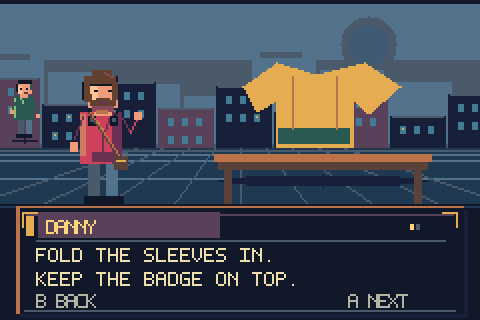 DANNY
FOLD THE SLEEVES IN.
KEEP THE BADGE ON TOP.
B BACK
A NEXT